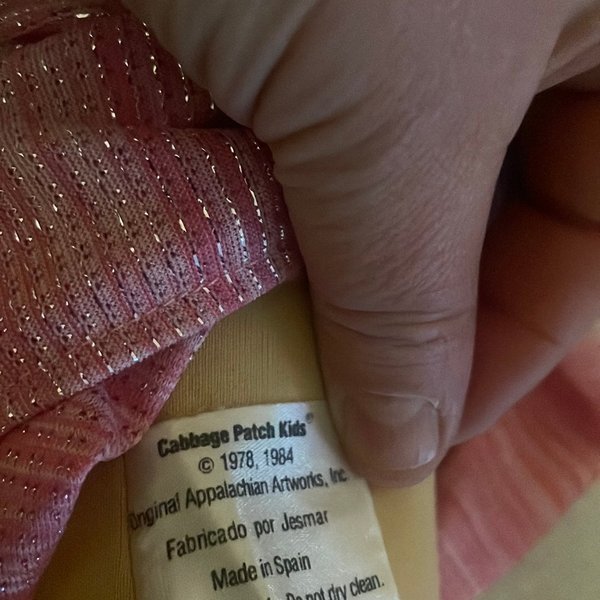 Cabbage Patch Kids®
© 1978, 1984
Original Appalachian Artworks, Inc
Fabricado por Jesmar
Made in Spain
Do not dry clean.